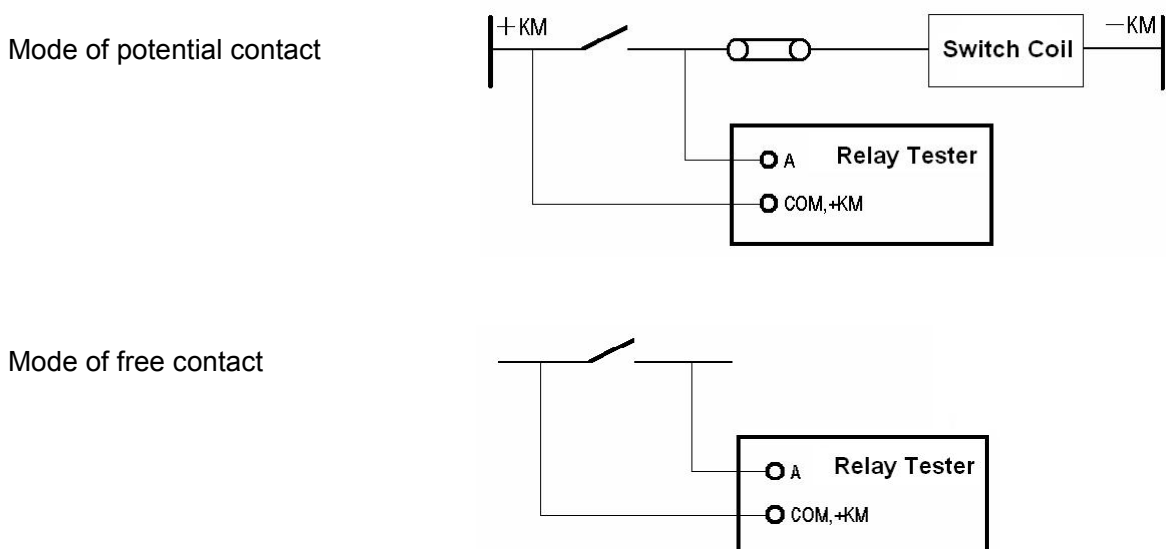 Mode of potential contact
+KM
—KM
Switch Coil
Relay Tester
A
COM,+KM
Mode of free contact
Relay Tester
A
COM,+KM